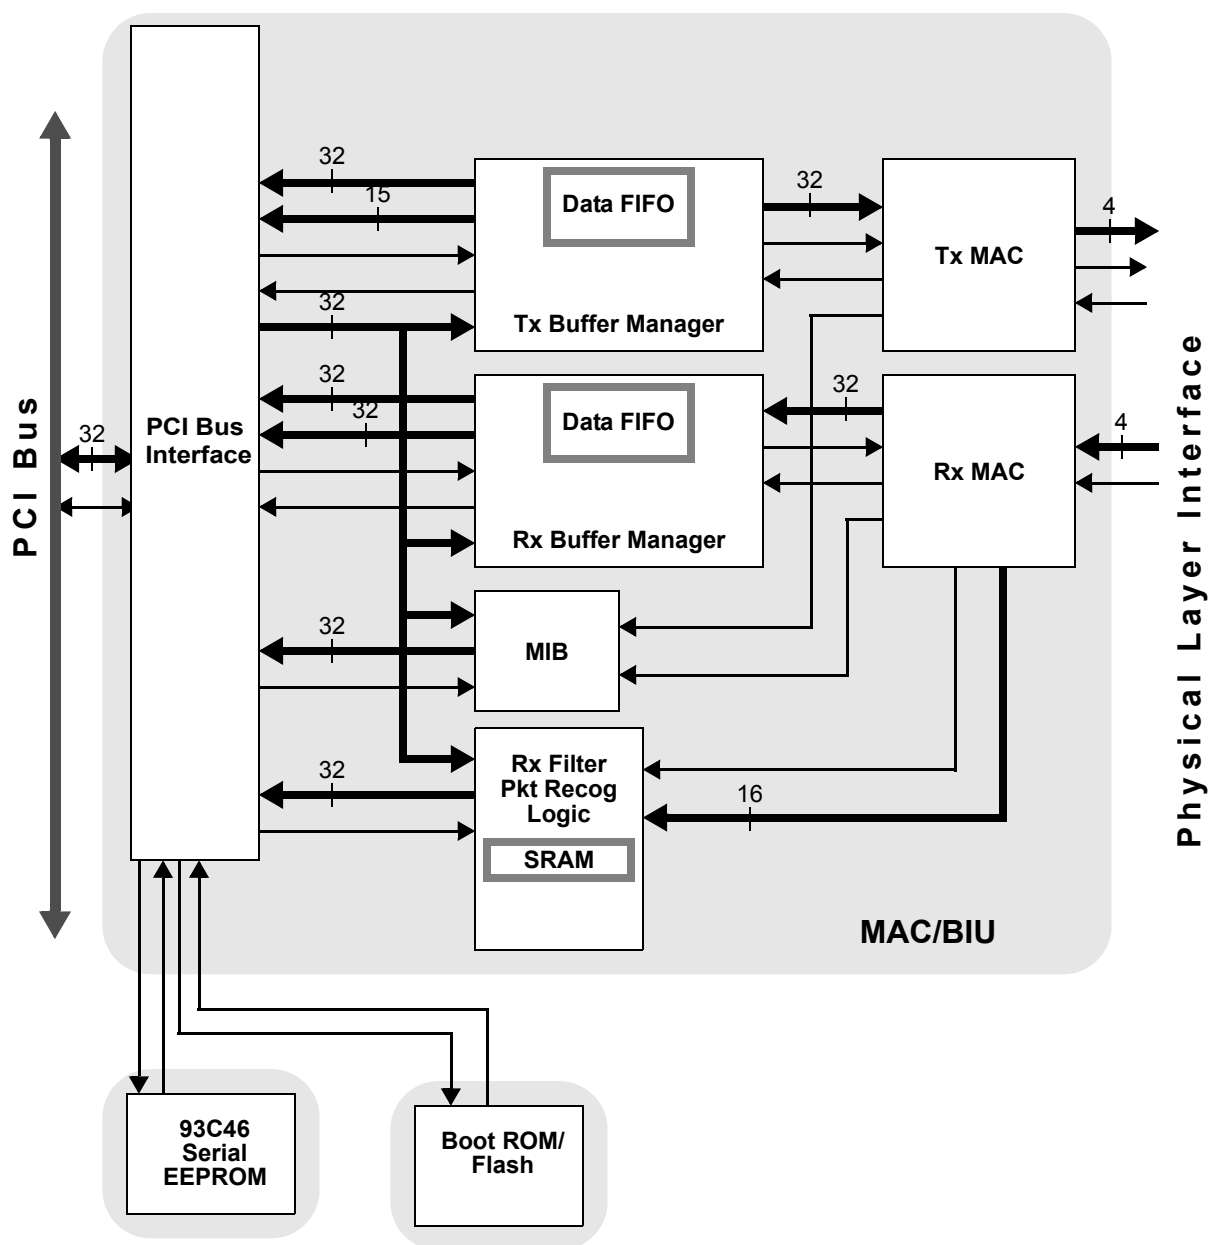 32
15
Data FIFO
32
Tx MAC
4
32
Tx Buffer Manager
32
32
Data FIFO
32
4
PCI Bus
32
PCI Bus
Interface
Rx MAC
Rx Buffer Manager
Physical Layer Interface
32
MIB
32
Rx Filter
Pkt Recog
Logic
16
SRAM
MAC/BIU
93C46
Serial
EEPROM
Boot ROM/
Flash